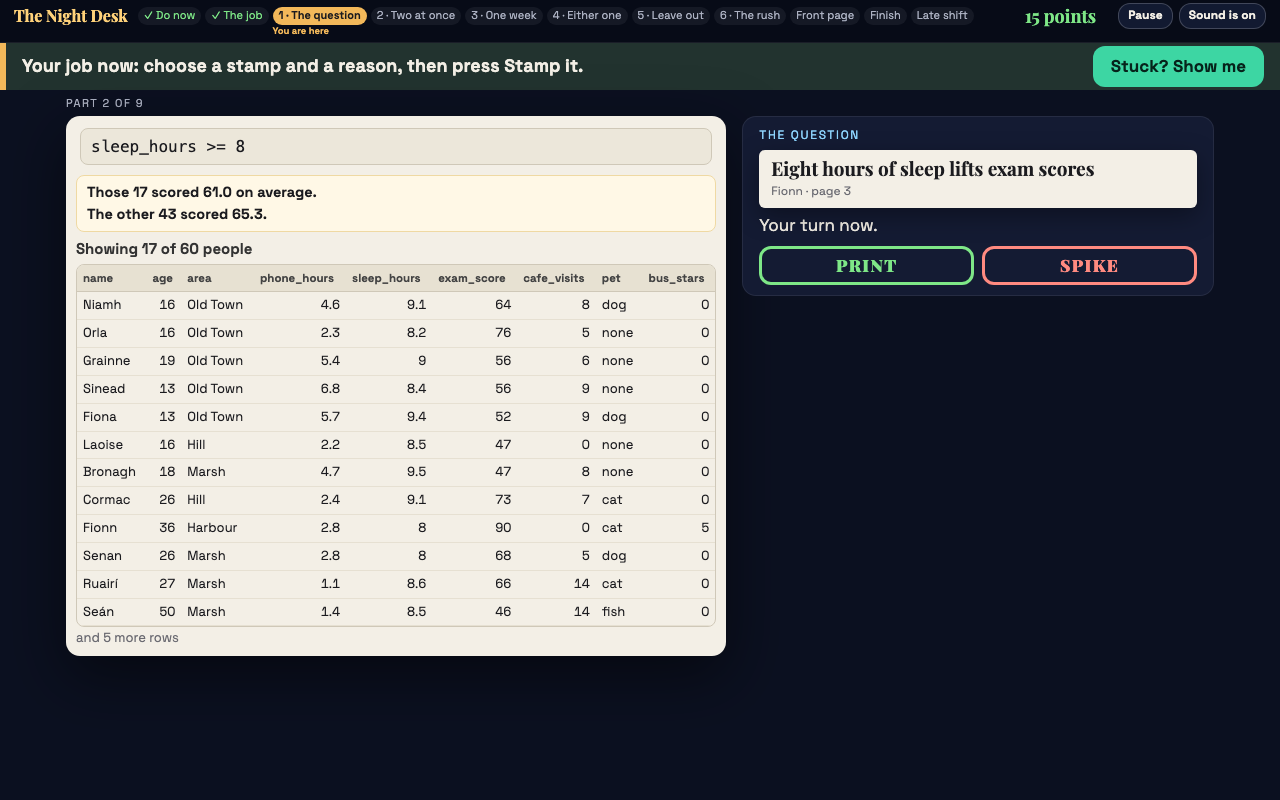 The Night Desk ✓ Do now ✓ The job 1 · The question 2 · Two at once 3 · One week 4 · Either one 5 · Leave out 6 · The rush Front page Finish Late shift 15 points Pause Sound is on
You are here
Your job now: choose a stamp and a reason, then press Stamp it. Stuck? Show me
PART 2 OF 9
sleep_hours >= 8
Those 17 scored 61.0 on average.
The other 43 scored 65.3.
Showing 17 of 60 people
name age area phone_hours sleep_hours exam_score cafe_visits pet bus_stars
Niamh 16 Old Town 4.6 9.1 64 8 dog 0
Orla 16 Old Town 2.3 8.2 76 5 none 0
Grainne 19 Old Town 5.4 9 56 6 none 0
Sinead 13 Old Town 6.8 8.4 56 9 none 0
Fiona 13 Old Town 5.7 9.4 52 9 dog 0
Laoise 16 Hill 2.2 8.5 47 0 none 0
Bronagh 18 Marsh 4.7 9.5 47 8 none 0
Cormac 26 Hill 2.4 9.1 73 7 cat 0
Fionn 36 Harbour 2.8 8 90 0 cat 5
Senan 26 Marsh 2.8 8 68 5 dog 0
Ruairí 27 Marsh 1.1 8.6 66 14 cat 0
Seán 50 Marsh 1.4 8.5 46 14 fish 0
and 5 more rows
THE QUESTION
Eight hours of sleep lifts exam scores
Fionn · page 3
Your turn now.
PRINT SPIKE